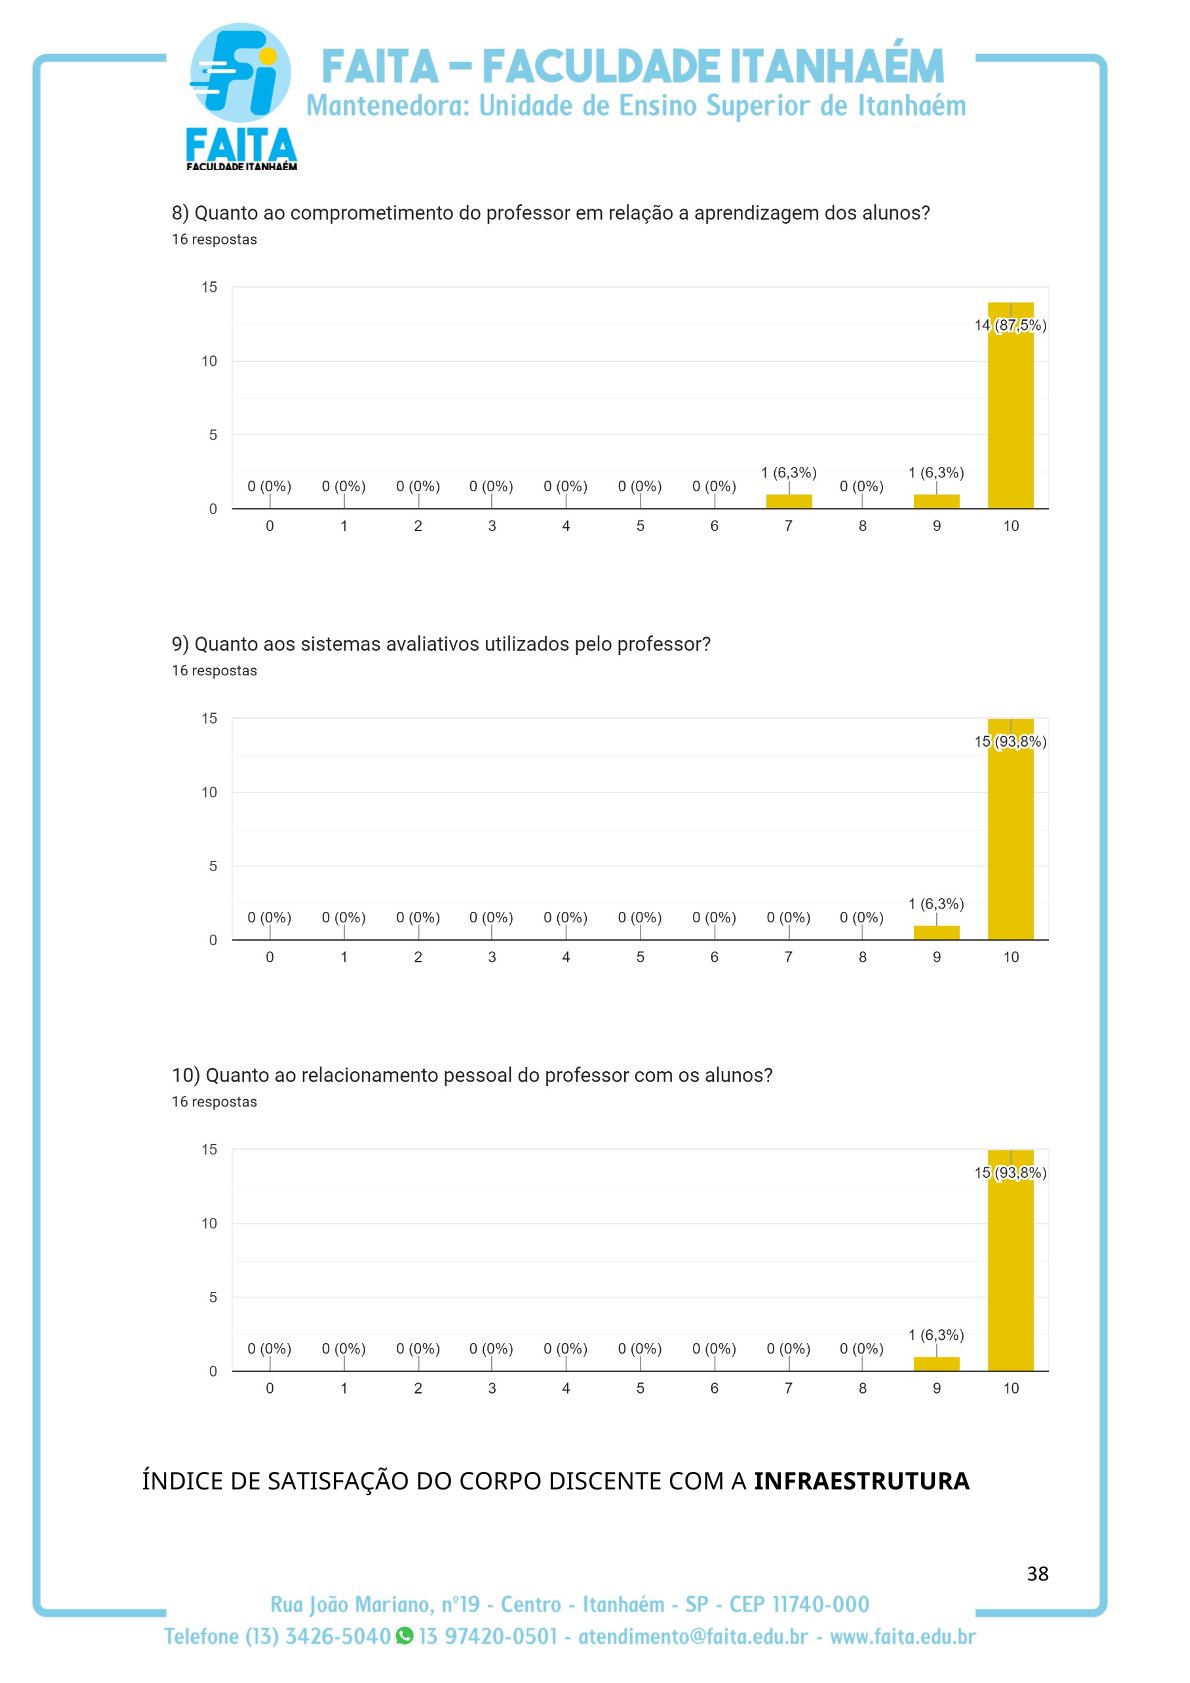 FAITA – FACULDADE ITANHAÉM
Mantenedora: Unidade de Ensino Superior de Itanhaém
Fi
FAITA
FACULDADE ITANHAÉM
8) Quanto ao comprometimento do professor em relação a aprendizagem dos alunos?
16 respostas
15
14 (87,5%)
10
5
1 (6,3%) 1 (6,3%)
0 (0%) 0 (0%) 0 (0%) 0 (0%) 0 (0%) 0 (0%) 0 (0%) 0 (0%)
0
0 1 2 3 4 5 6 7 8 9 10
9) Quanto aos sistemas avaliativos utilizados pelo professor?
16 respostas
15
15 (93,8%)
10
5
1 (6,3%)
0 (0%) 0 (0%) 0 (0%) 0 (0%) 0 (0%) 0 (0%) 0 (0%) 0 (0%) 0 (0%)
0
0 1 2 3 4 5 6 7 8 9 10
10) Quanto ao relacionamento pessoal do professor com os alunos?
16 respostas
15
15 (93,8%)
10
5
1 (6,3%)
0 (0%) 0 (0%) 0 (0%) 0 (0%) 0 (0%) 0 (0%) 0 (0%) 0 (0%) 0 (0%)
0
0 1 2 3 4 5 6 7 8 9 10
ÍNDICE DE SATISFAÇÃO DO CORPO DISCENTE COM A INFRAESTRUTURA
38
Rua João Mariano, nº19 - Centro - Itanhaém - SP - CEP 11740-000
Telefone (13) 3426-5040 13 97420-0501 - atendimento@faita.edu.br - www.faita.edu.br